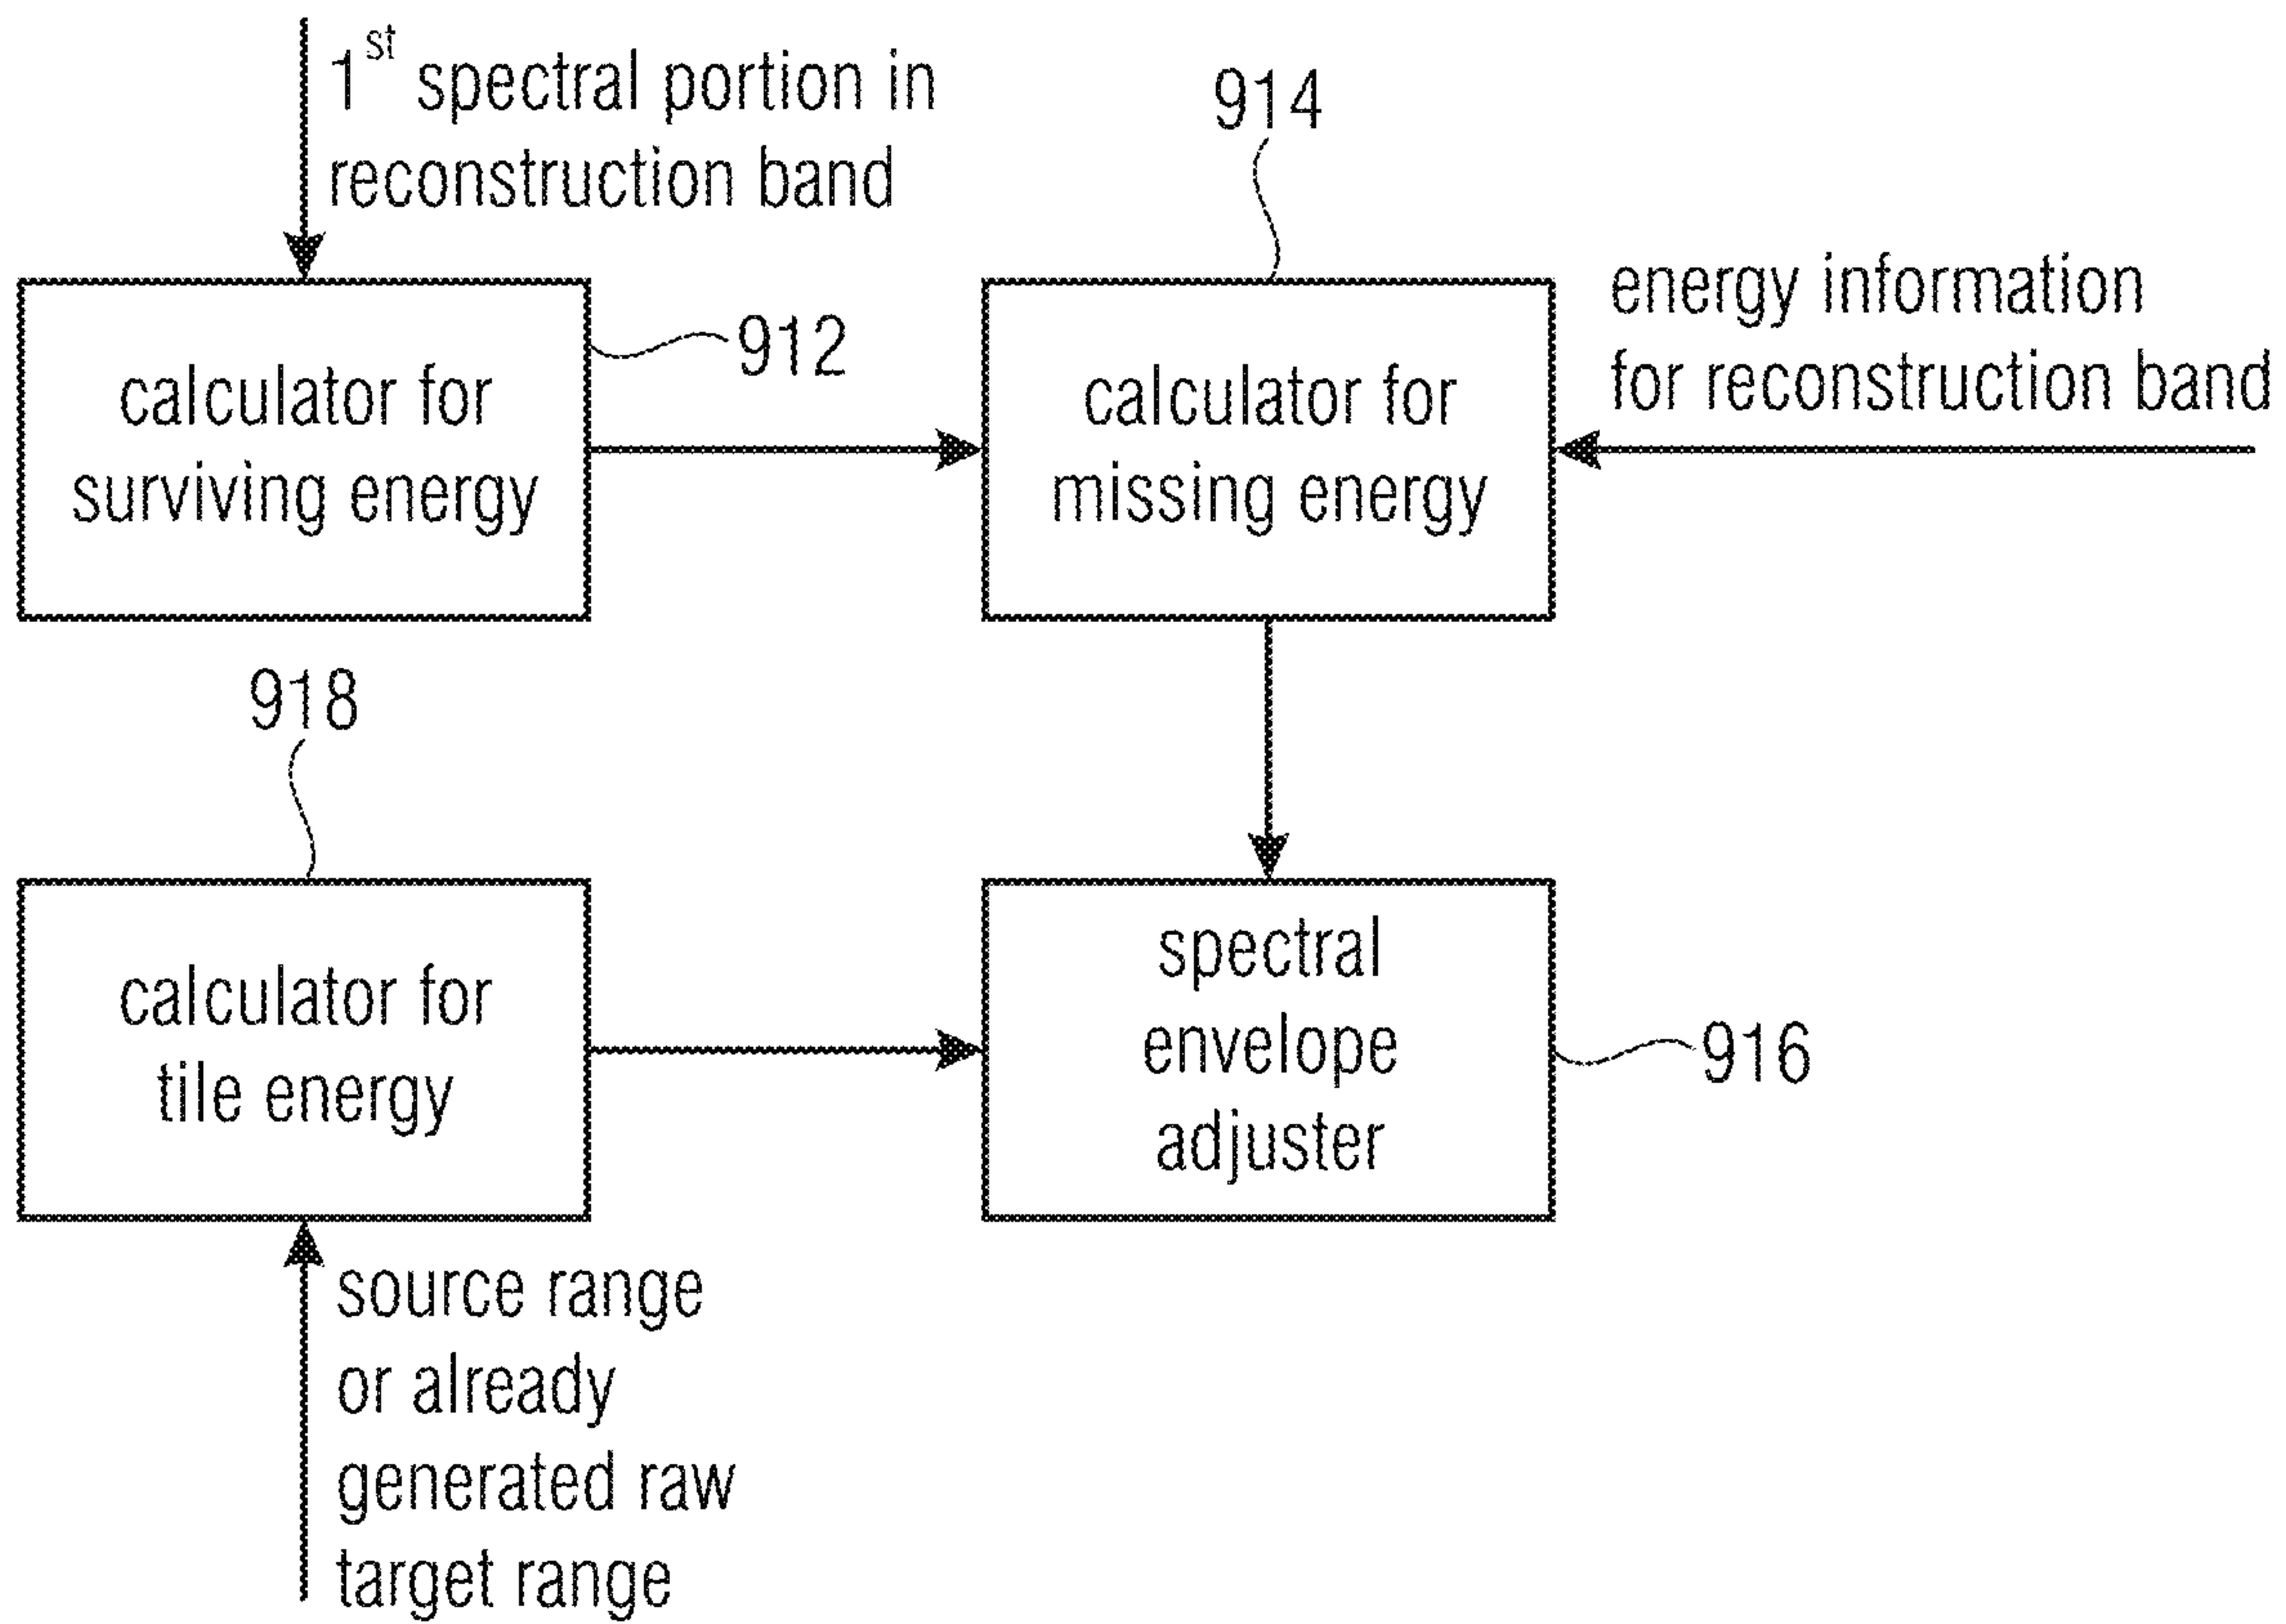 1st spectral portion in
reconstruction band
914
energy information
for reconstruction band
912
calculator for
surviving energy
calculator for
missing energy
918
calculator for
tile energy
spectral
envelope
adjuster
916
source range
or already
generated raw
target range